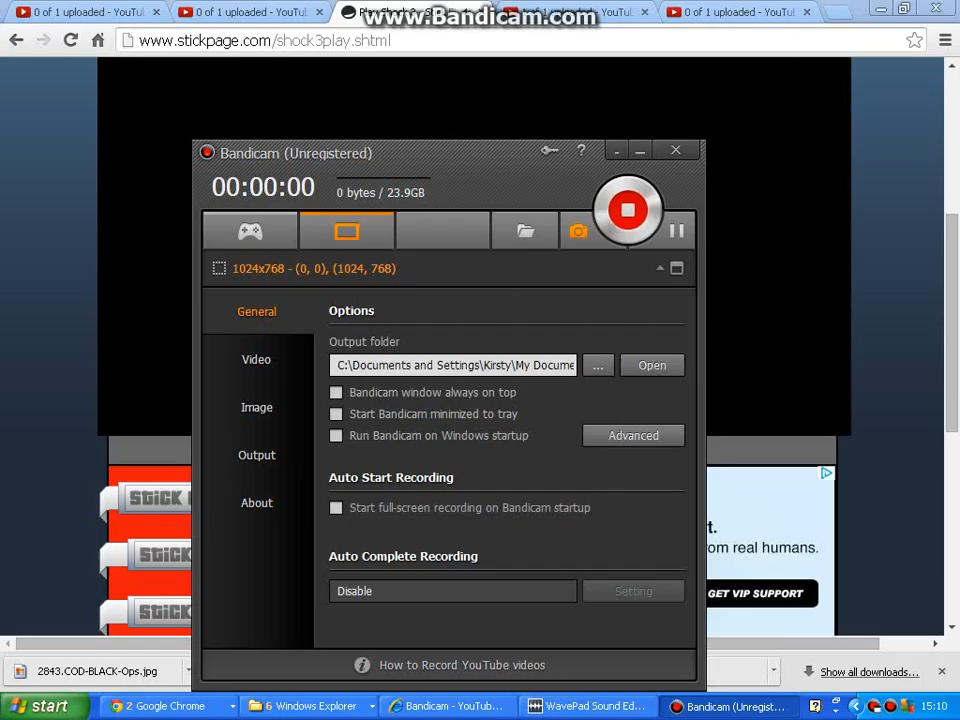 0 of 1 uploaded - YouTu
0 of 1 uploaded - YouTu
0 of 1 uploaded - YouTu
www.Bandicam.com
www.stickpage.com/shock3play.shtml
Bandicam (Unregistered)
?
00:00:00
0 bytes / 23.9GB
1024x768 - (0, 0), (1024, 768)
General
Video
Image
Output
About
Options
Output folder
C:\Documents and Settings\Kirsty\My Docume
...
Open
Bandicam window always on top
Start Bandicam minimized to tray
Run Bandicam on Windows startup
Advanced
Auto Start Recording
Start full-screen recording on Bandicam startup
Auto Complete Recording
Disable
Setting
How to Record YouTube videos
STICK
STICK
STICK
t.
om real humans.
GET VIP SUPPORT
2843.COD-BLACK-Ops.jpg
Show all downloads...
start
2 Google Chrome
6 Windows Explorer
Bandicam - YouTub...
WavePad Sound Ed...
Bandicam (Unregist...
15:10